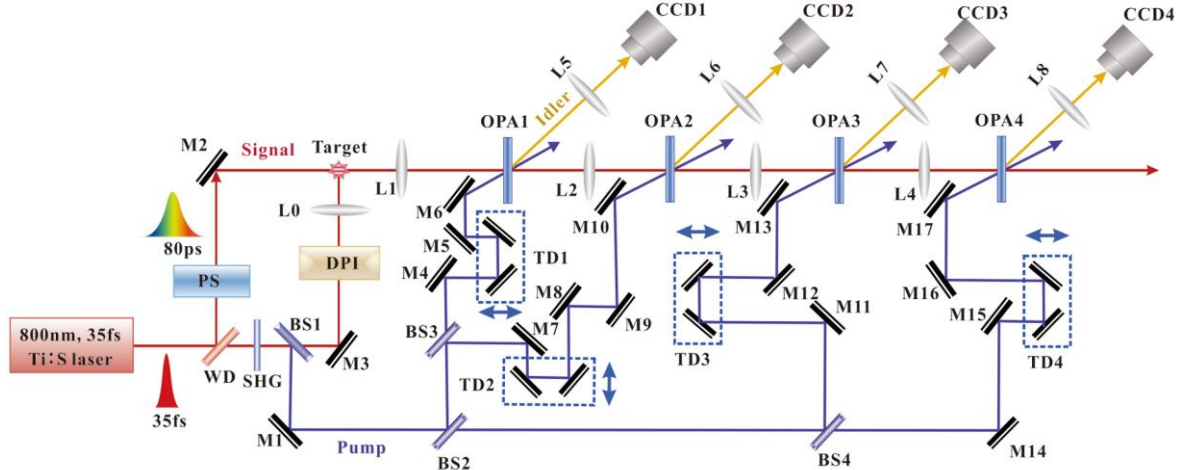 CCD1
CCD2
CCD3
CCD4
L5
L6
L7
L8
Idler
OPA1
OPA2
OPA3
OPA4
M2
Signal
Target
L1
L2
L3
L4
L0
M6
M10
M13
M17
80ps
M5
TD1
DPI
M4
PS
M8
M12
M11
M16
M15
BS1
BS3
M7
M9
800nm, 35fs
Ti:S laser
WD
SHG
M3
TD2
TD3
TD4
35fs
M1
Pump
BS2
BS4
M14